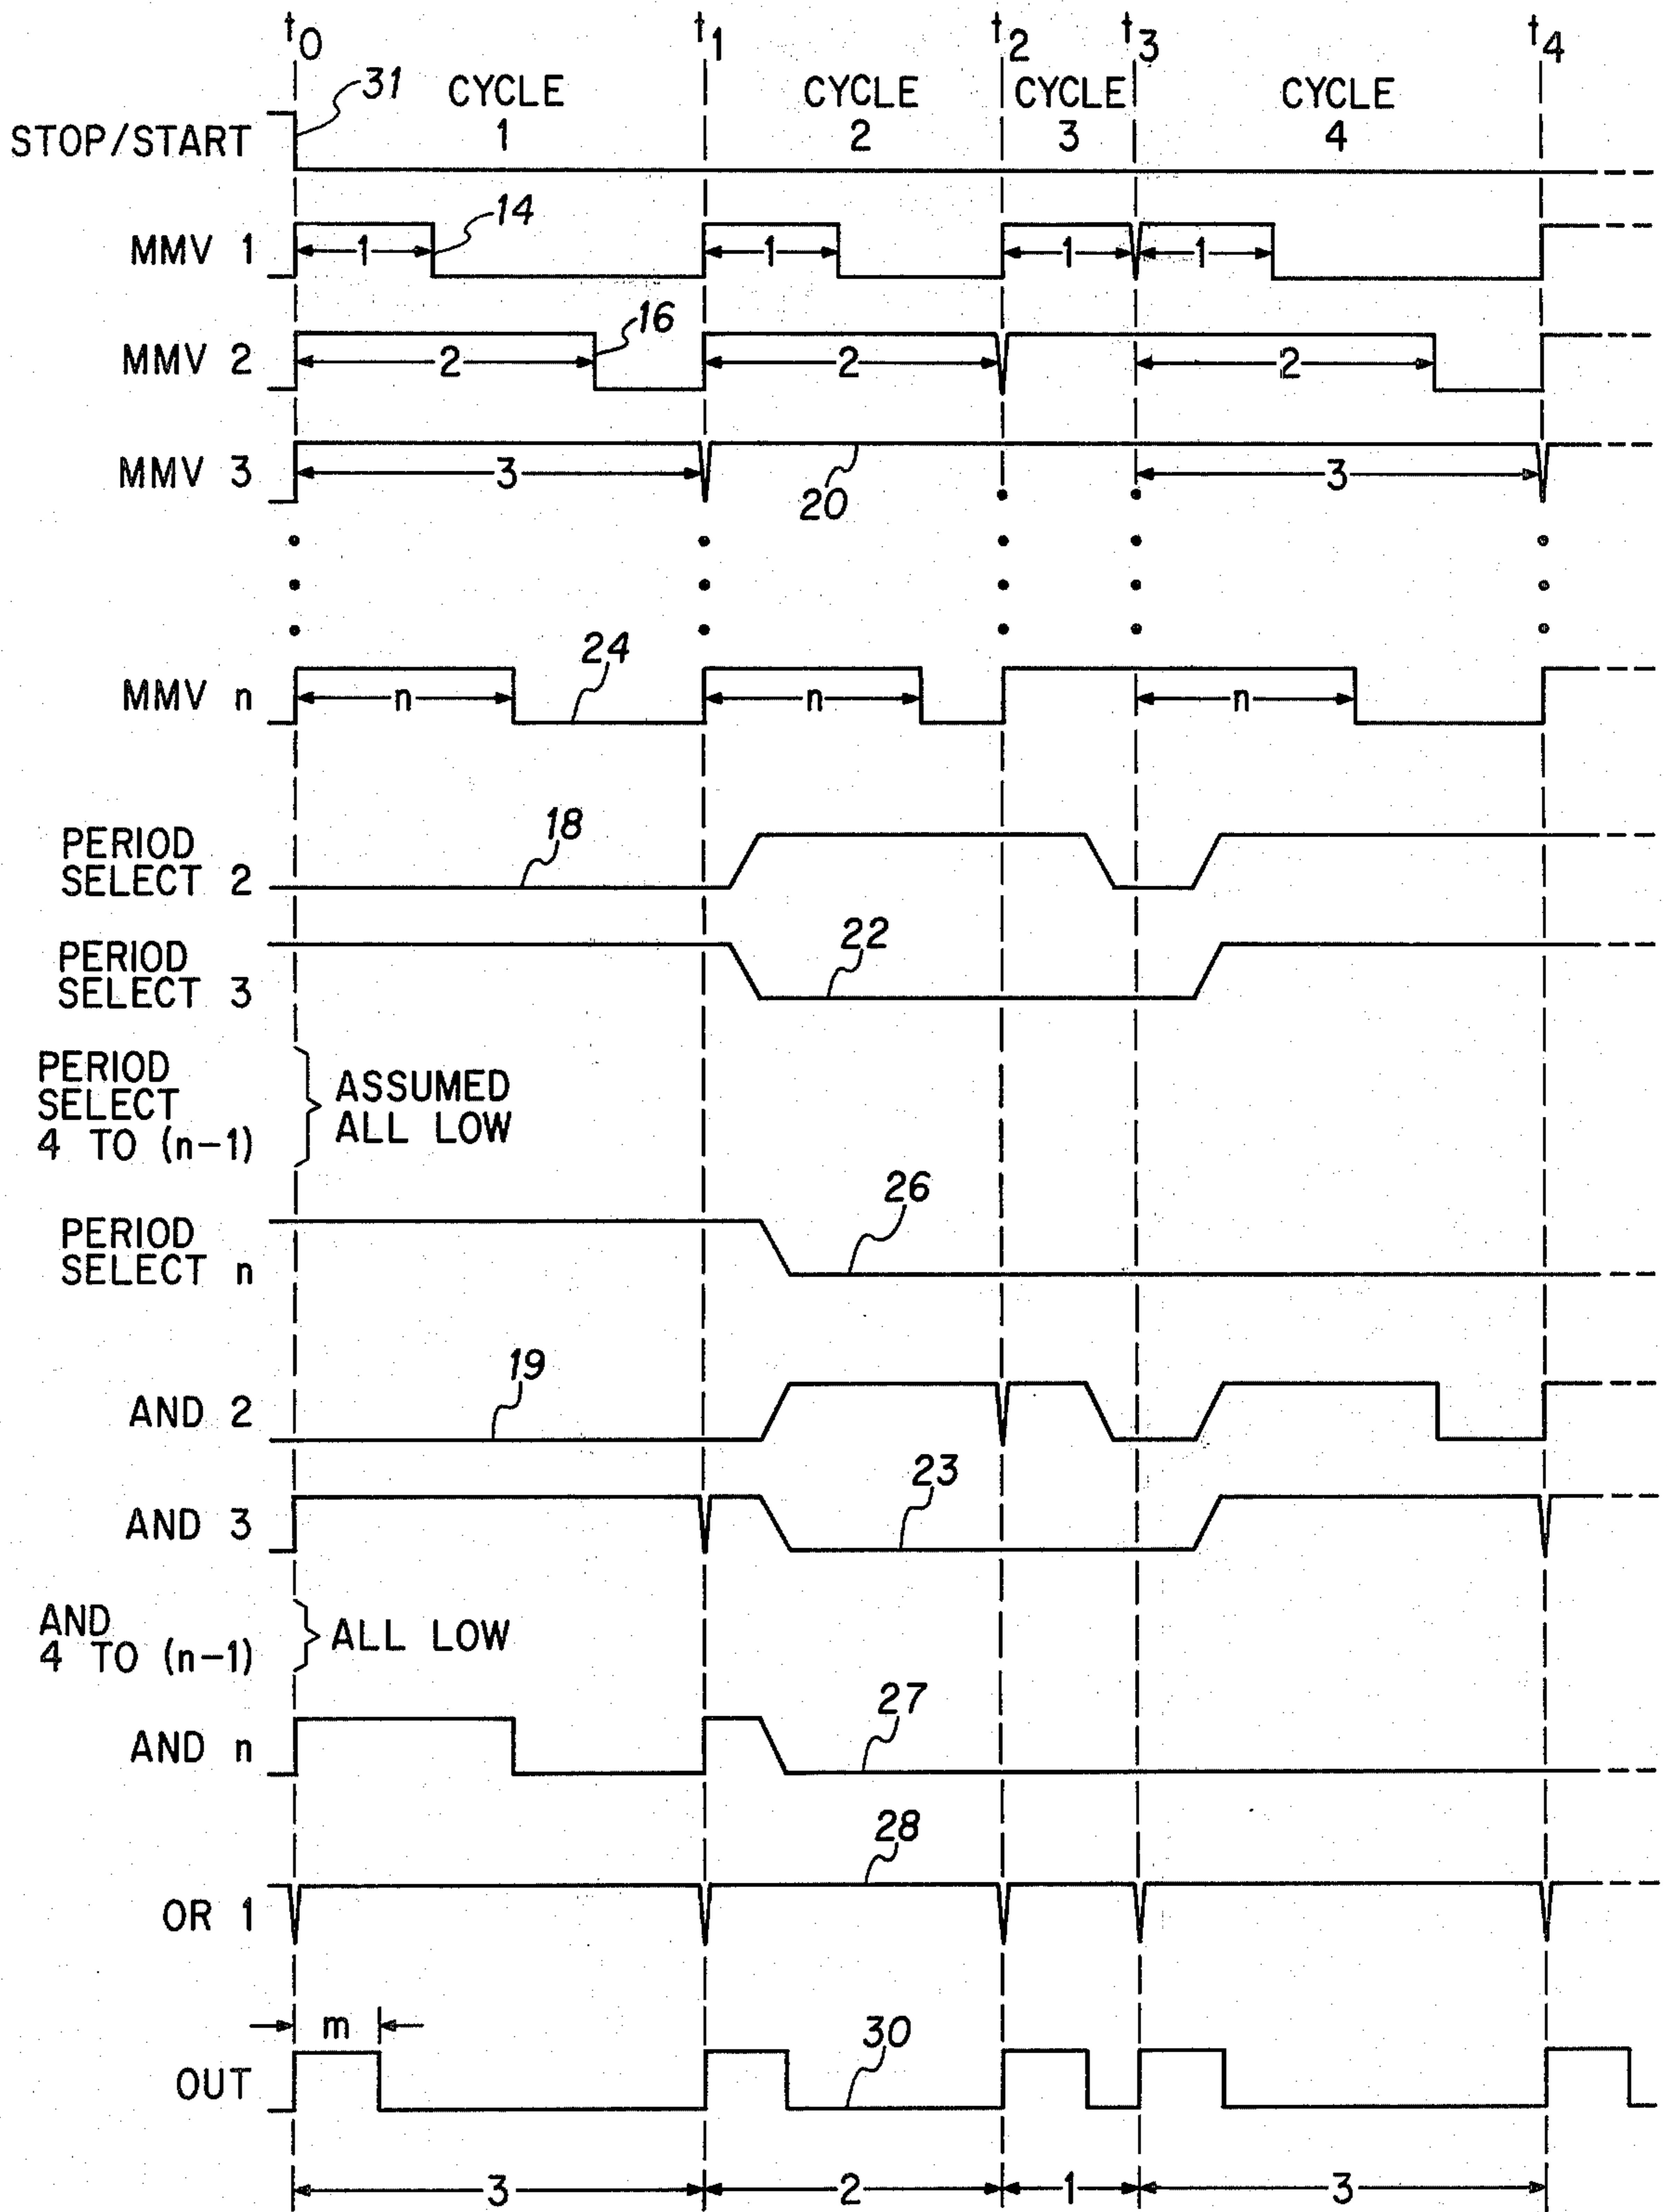 t0 t1 t2 t3 t4
31 CYCLE 1 CYCLE 2 CYCLE 3 CYCLE 4
STOP/START
MMV 1 1 14 1 1 1
MMV 2 2 16 2 2
MMV 3 3 20 3
MMV n n 24 n n
PERIOD
SELECT 2 18
PERIOD
SELECT 3 22
PERIOD
SELECT
4 TO (n-1)
ASSUMED
ALL LOW
PERIOD
SELECT n 26
AND 2 19
AND 3 23
AND
4 TO (n-1)
ALL LOW
AND n 27
OR 1 28
m
OUT 30
3 2 1 3